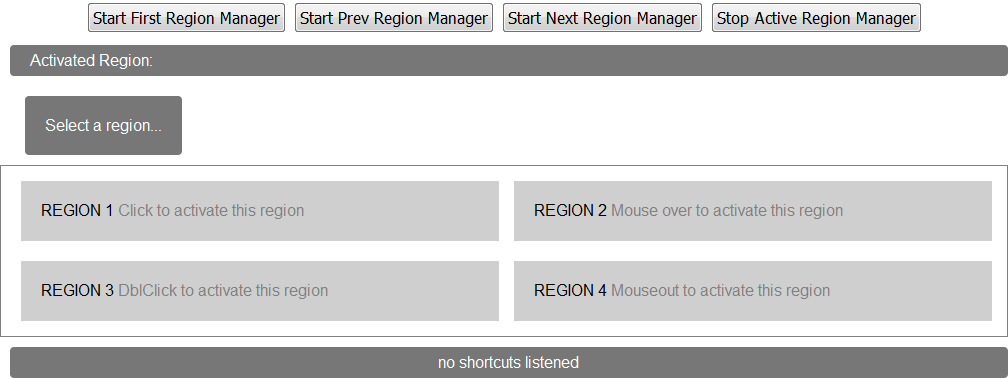 Start First Region Manager Start Prev Region Manager Start Next Region Manager Stop Active Region Manager
Activated Region:
Select a region...
REGION 1 Click to activate this region
REGION 2 Mouse over to activate this region
REGION 3 DblClick to activate this region
REGION 4 Mouseout to activate this region
no shortcuts listened